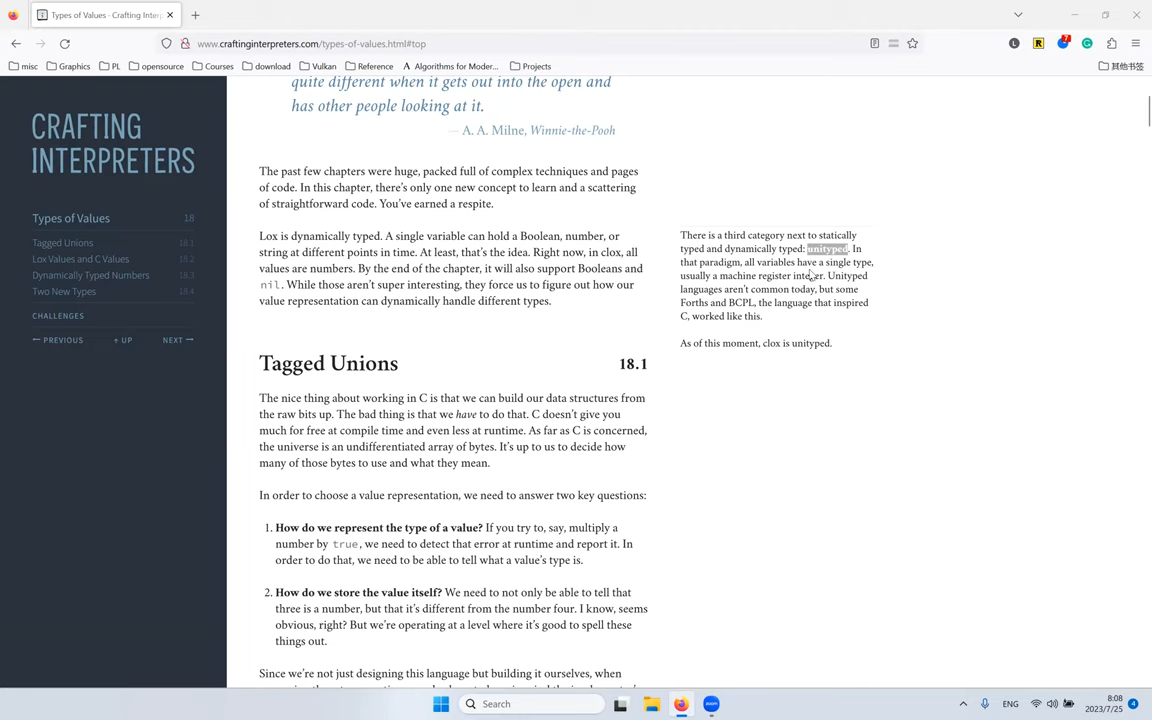 Types of Values · Crafting Interp
www.craftinginterpreters.com/types-of-values.html#top
7
misc
Graphics
PL
opensource
Courses
download
Vulkan
Reference
Algorithms for Moder...
Projects
其他书签
CRAFTING
INTERPRETERS
Types of Values 18
Tagged Unions 18.1
Lox Values and C Values 18.2
Dynamically Typed Numbers 18.3
Two New Types 18.4
CHALLENGES
← PREVIOUS ↑ UP NEXT →
quite different when it gets out into the open and
has other people looking at it.
— A. A. Milne, Winnie-the-Pooh
The past few chapters were huge, packed full of complex techniques and pages
of code. In this chapter, there's only one new concept to learn and a scattering
of straightforward code. You've earned a respite.
Lox is dynamically typed. A single variable can hold a Boolean, number, or
string at different points in time. At least, that's the idea. Right now, in clox, all
values are numbers. By the end of the chapter, it will also support Booleans and
nil. While those aren't super interesting, they force us to figure out how our
value representation can dynamically handle different types.
There is a third category next to statically
typed and dynamically typed: unityped. In
that paradigm, all variables have a single type,
usually a machine register integer. Unityped
languages aren't common today, but some
Forths and BCPL, the language that inspired
C, worked like this.
As of this moment, clox is unityped.
Tagged Unions 18.1
The nice thing about working in C is that we can build our data structures from
the raw bits up. The bad thing is that we have to do that. C doesn't give you
much for free at compile time and even less at runtime. As far as C is concerned,
the universe is an undifferentiated array of bytes. It's up to us to decide how
many of those bytes to use and what they mean.
In order to choose a value representation, we need to answer two key questions:
1. How do we represent the type of a value? If you try to, say, multiply a
number by true, we need to detect that error at runtime and report it. In
order to do that, we need to be able to tell what a value's type is.
2. How do we store the value itself? We need to not only be able to tell that
three is a number, but that it's different from the number four. I know, seems
obvious, right? But we're operating at a level where it's good to spell these
things out.
Since we're not just designing this language but building it ourselves, when
Search
ENG
8:08
2023/7/25
4